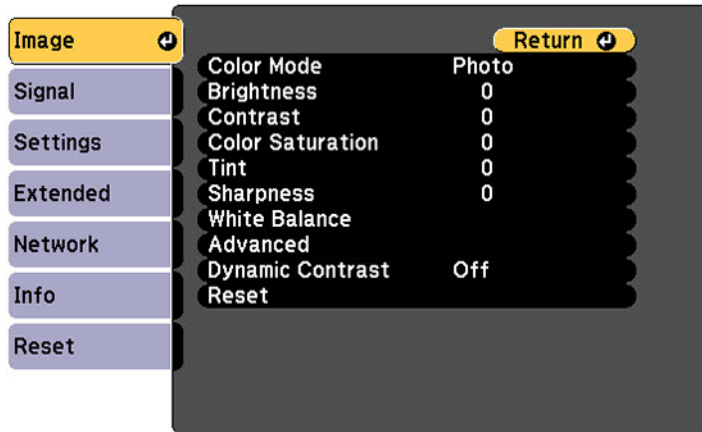 Image
Signal
Settings
Extended
Network
Info
Reset
Return
Color Mode Photo
Brightness 0
Contrast 0
Color Saturation 0
Tint 0
Sharpness 0
White Balance
Advanced
Dynamic Contrast Off
Reset